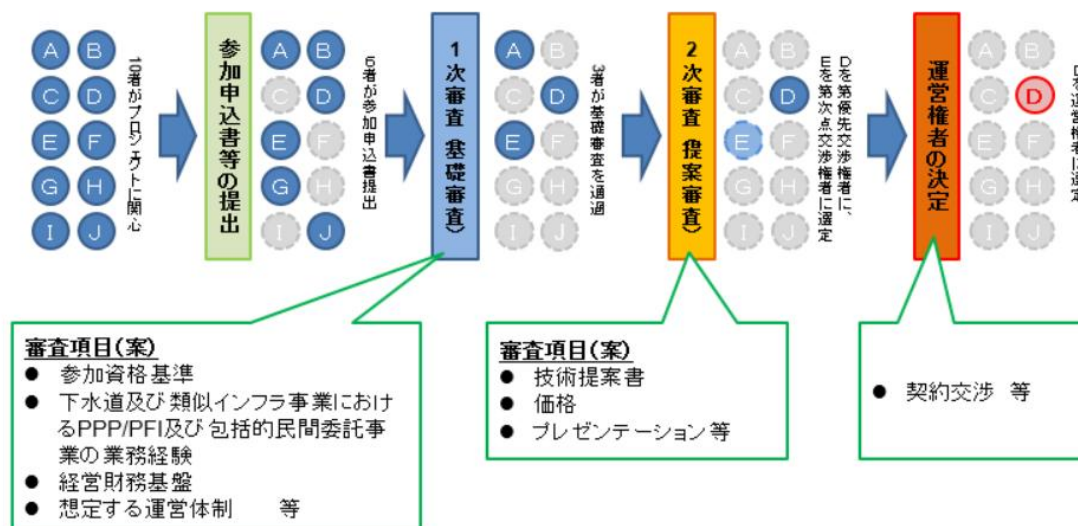 A B
C D
E F
G H
I J
10者がプロジェクトに関心
参加申込書等の提出
A B
C D
E F
G H
I J
6者が参加申込書提出
1次審査(基礎審査)
A B
C D
E F
G H
I J
3者が基礎審査を通過
2次審査(提案審査)
A B
C D
E F
G H
I J
Dを第優先交渉権者に、
Eを第次点交渉権者に選定
運営権者の決定
A B
C D
E F
G H
I J
Dを運営権者に選定
審査項目(案)
● 参加資格基準
● 下水道及び類似インフラ事業におけ
るPPP/PFI及び包括的民間委託事
業の業務経験
● 経営財務基盤
● 想定する運営体制 等
審査項目(案)
● 技術提案書
● 価格
● プレゼンテーション等
● 契約交渉 等